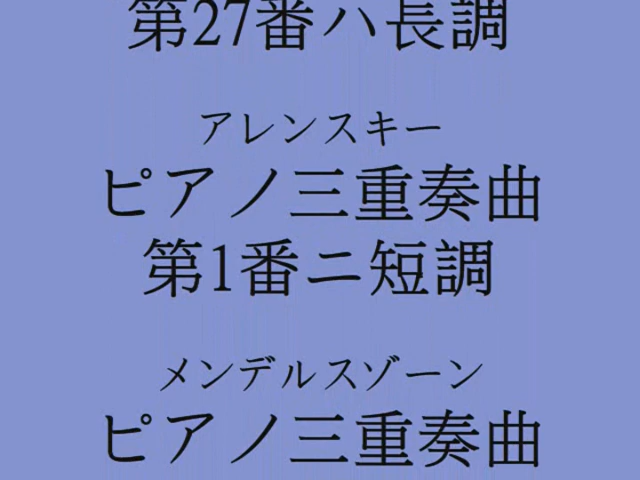 第27番ハ長調
アレンスキー
ピアノ三重奏曲
第1番ニ短調
メンデルスゾーン
ピアノ三重奏曲